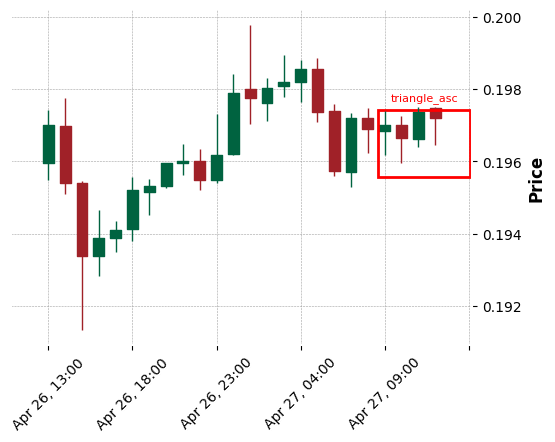 0.200
0.198
triangle_asc
0.196
0.194
0.192
Price
Apr 26, 13:00
Apr 26, 18:00
Apr 26, 23:00
Apr 27, 04:00
Apr 27, 09:00